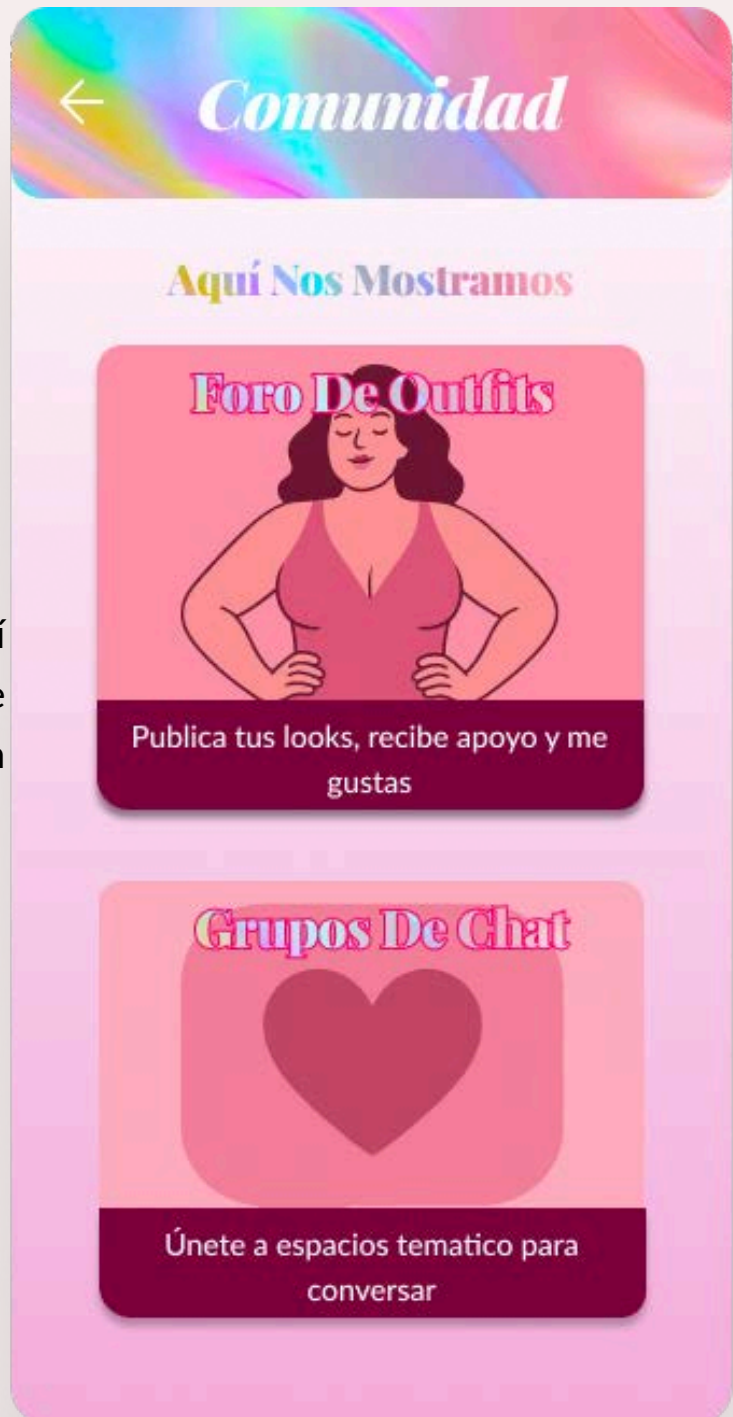 Comunidad
Aquí Nos Mostramos
Foro De Outfits
Publica tus looks, recibe apoyo y me
gustas
Grupos De Chat
Únete a espacios tematico para
conversar